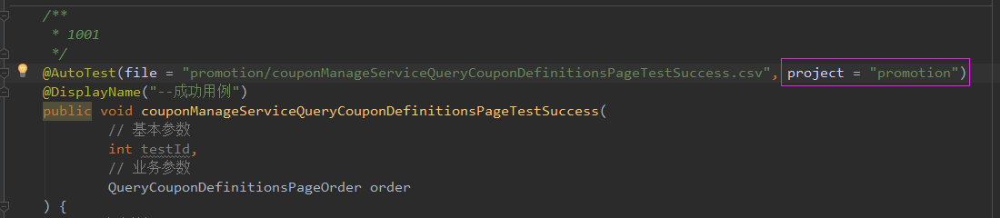 /**
* 1001
*/
@AutoTest(file = "promotion/couponManageServiceQueryCouponDefinitionsPageTestSuccess.csv", project = "promotion")
@DisplayName("--成功用例")
public void couponManageServiceQueryCouponDefinitionsPageTestSuccess(
// 基本参数
int testId,
// 业务参数
QueryCouponDefinitionsPageOrder order
) {